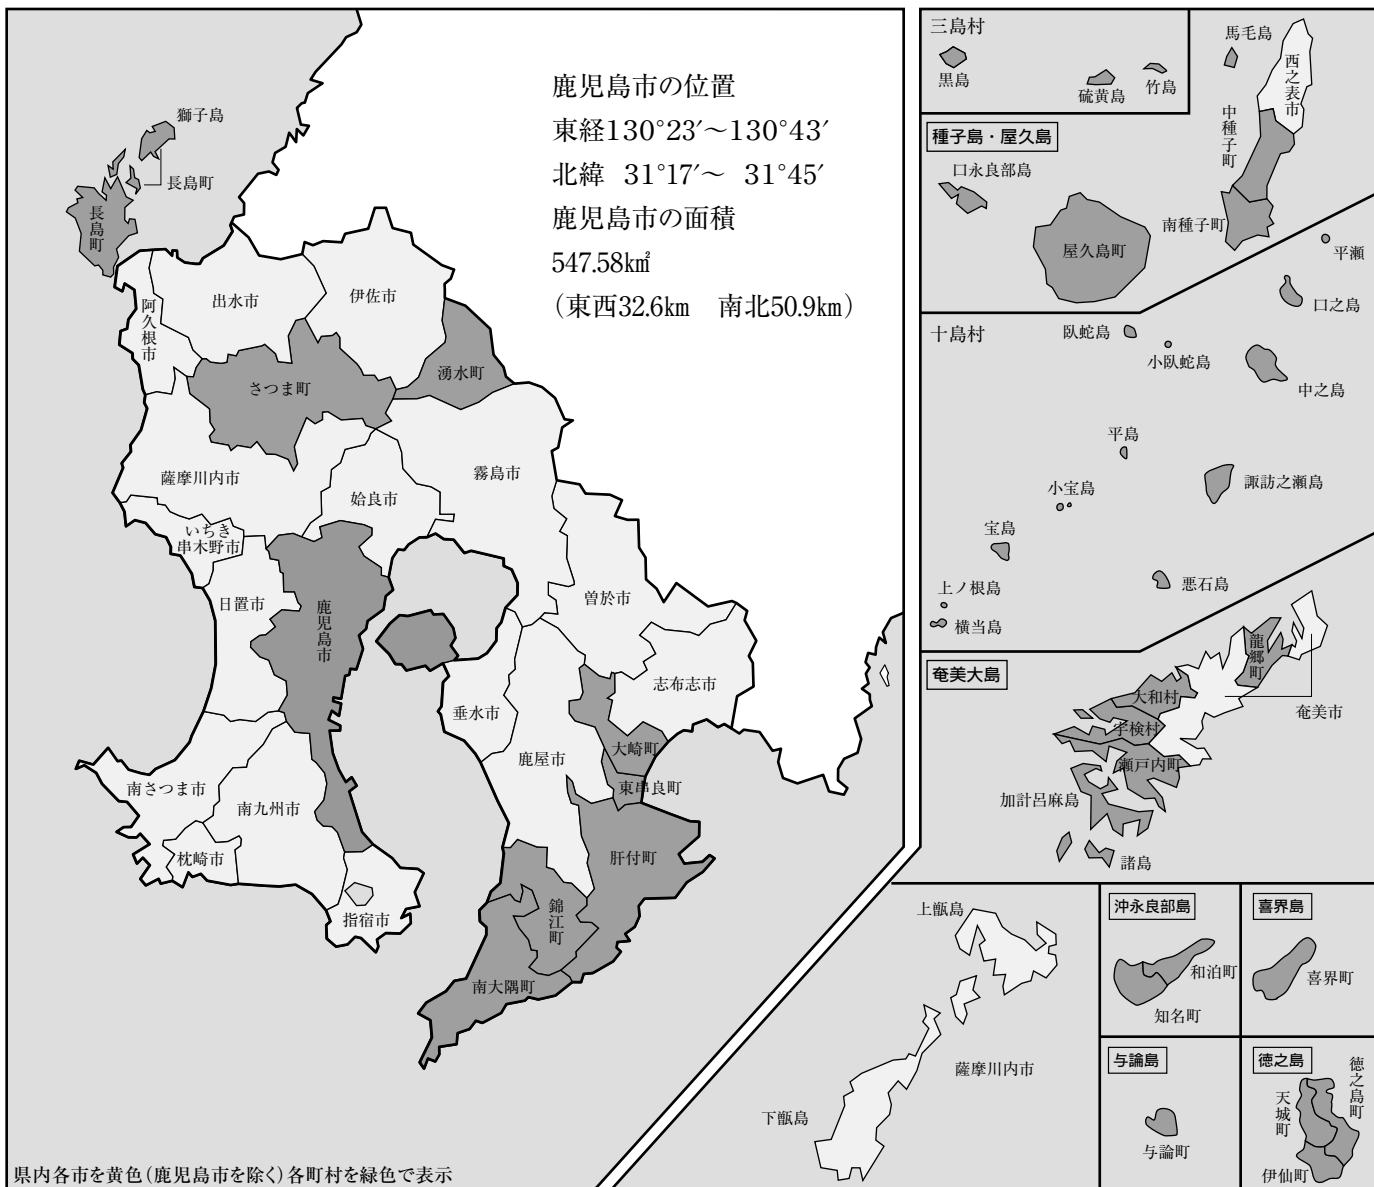 鹿児島市の位置
東経130°23′～130°43′
北緯 31°17′～ 31°45′
鹿児島市の面積
547.58㎢
（東西32.6km 南北50.9km）
獅子島
長島町
長島町
阿久根市
出水市
伊佐市
湧水町
さつま町
薩摩川内市
姶良市
霧島市
いちき
串木野市
日置市
鹿児島市
曽於市
志布志市
垂水市
鹿屋市
大崎町
東串良町
肝付町
錦江町
南大隅町
南さつま市
南九州市
枕崎市
指宿市
県内各市を黄色（鹿児島市を除く）各町村を緑色で表示
三島村
黒島
硫黄島
竹島
馬毛島
西之表市
中種子町
南種子町
種子島・屋久島
口永良部島
屋久島町
十島村
平瀬
口之島
臥蛇島
小臥蛇島
中之島
平島
諏訪之瀬島
小宝島
宝島
悪石島
上ノ根島
横当島
奄美大島
龍郷町
大和村
奄美市
宇検村
瀬戸内町
加計呂麻島
諸島
上甑島
薩摩川内市
下甑島
沖永良部島
和泊町
知名町
喜界島
喜界町
与論島
与論町
徳之島
徳之島町
天城町
伊仙町